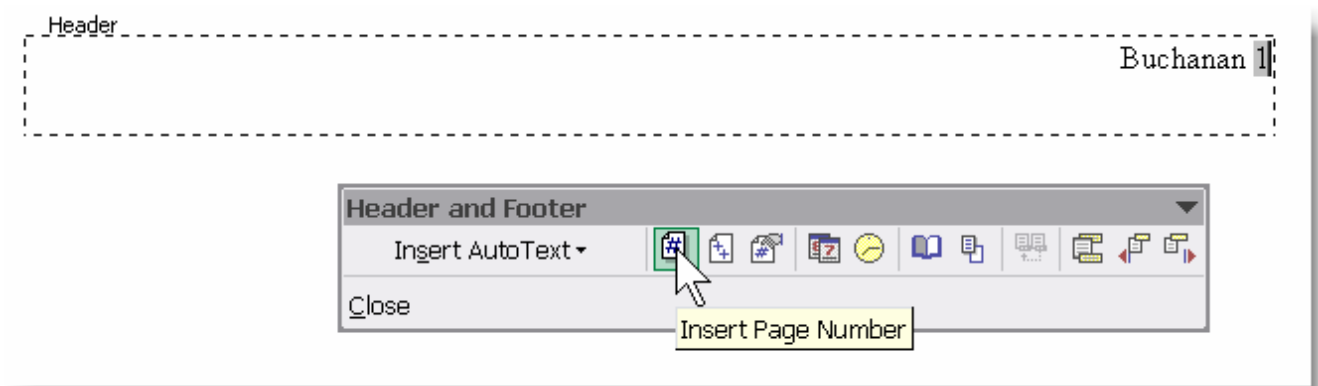 Header
Buchanan 1
Header and Footer
Insert AutoText
Close
Insert Page Number